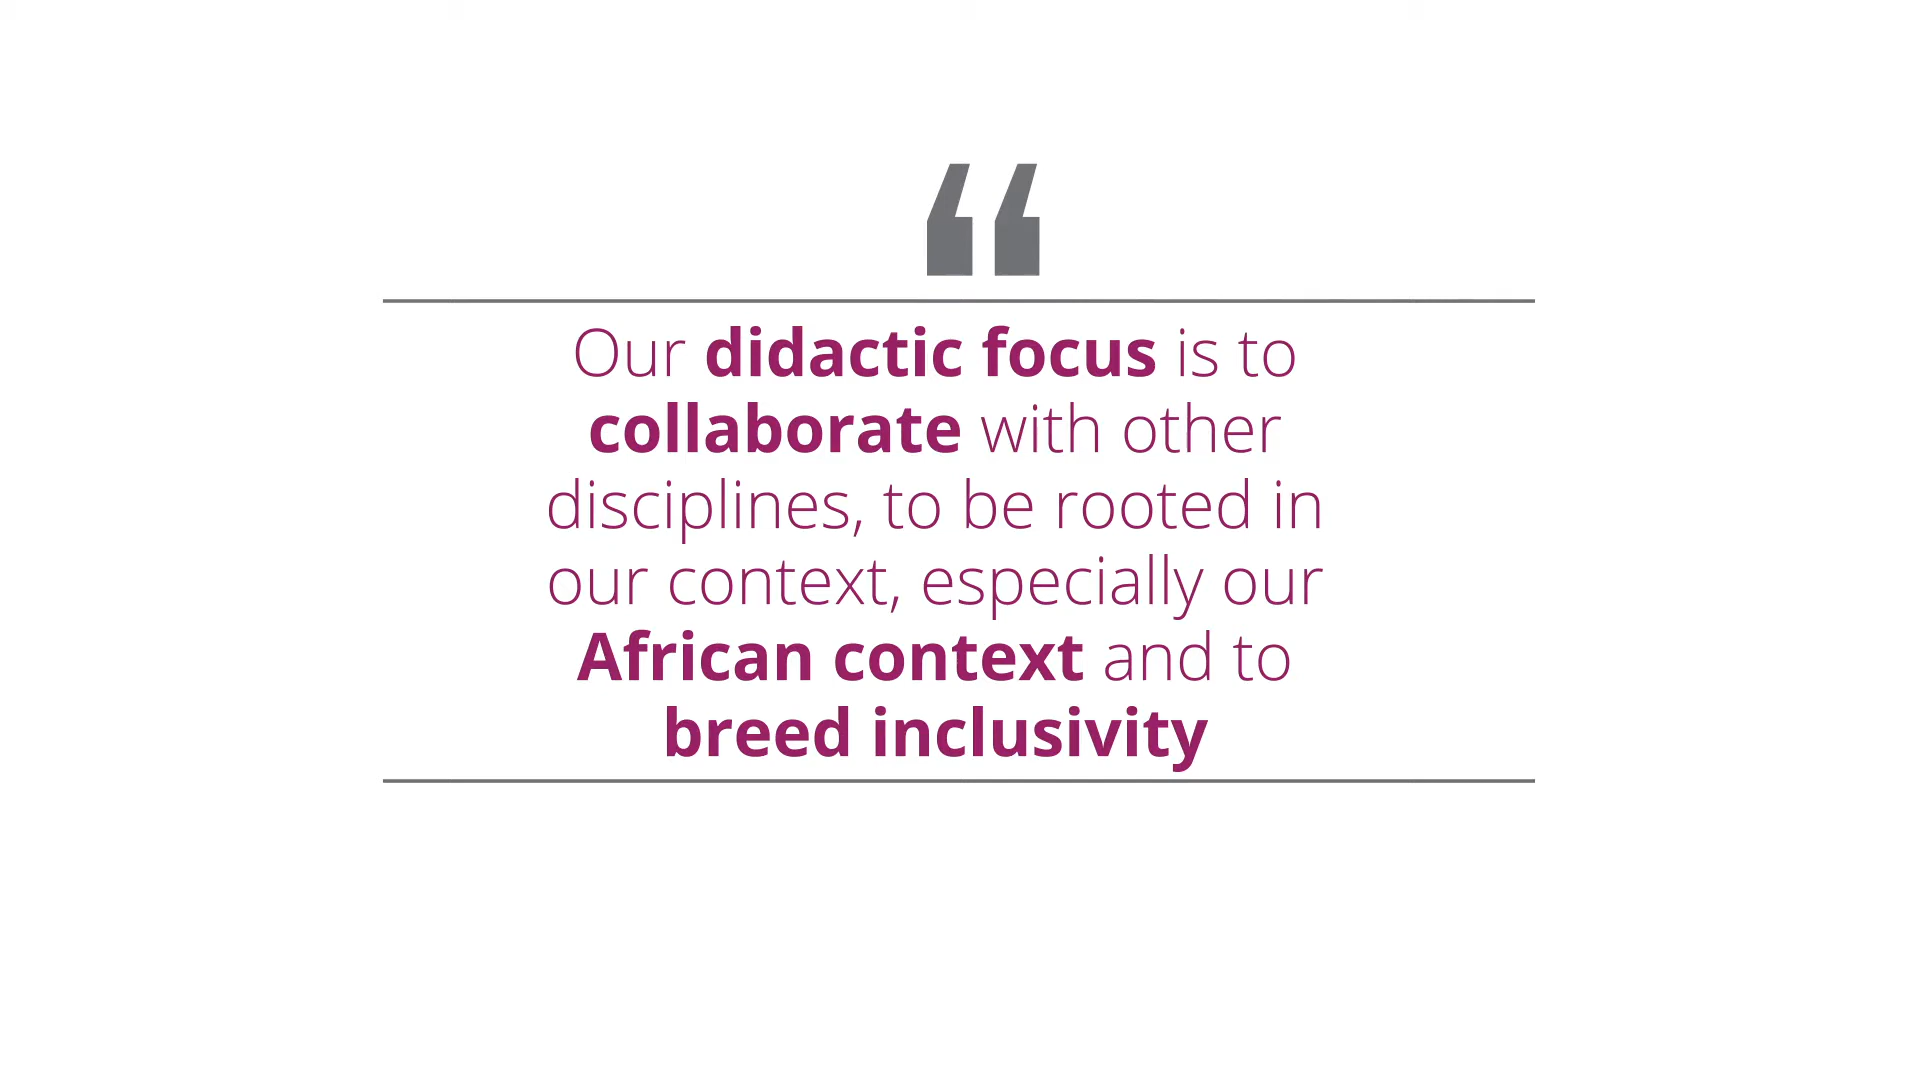 “
Our didactic focus is to
collaborate with other
disciplines, to be rooted in
our context, especially our
African context and to
breed inclusivity